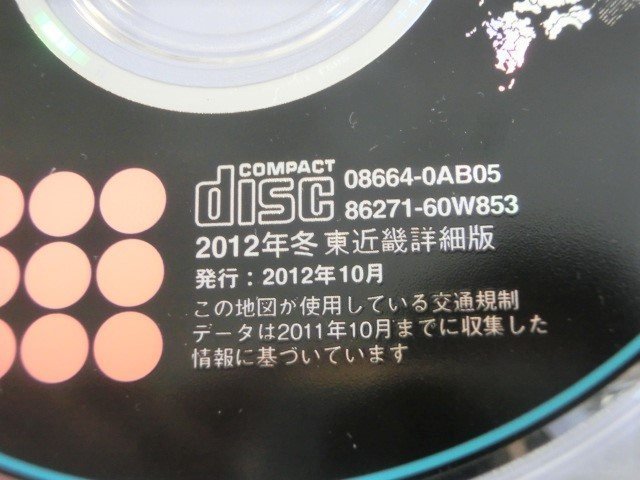 COMPACT
disc
08664-0AB05
86271-60W853
2012年冬 東近畿詳細版
発行：2012年10月
この地図が使用している交通規制
データは2011年10月までに収集した
情報に基づいています